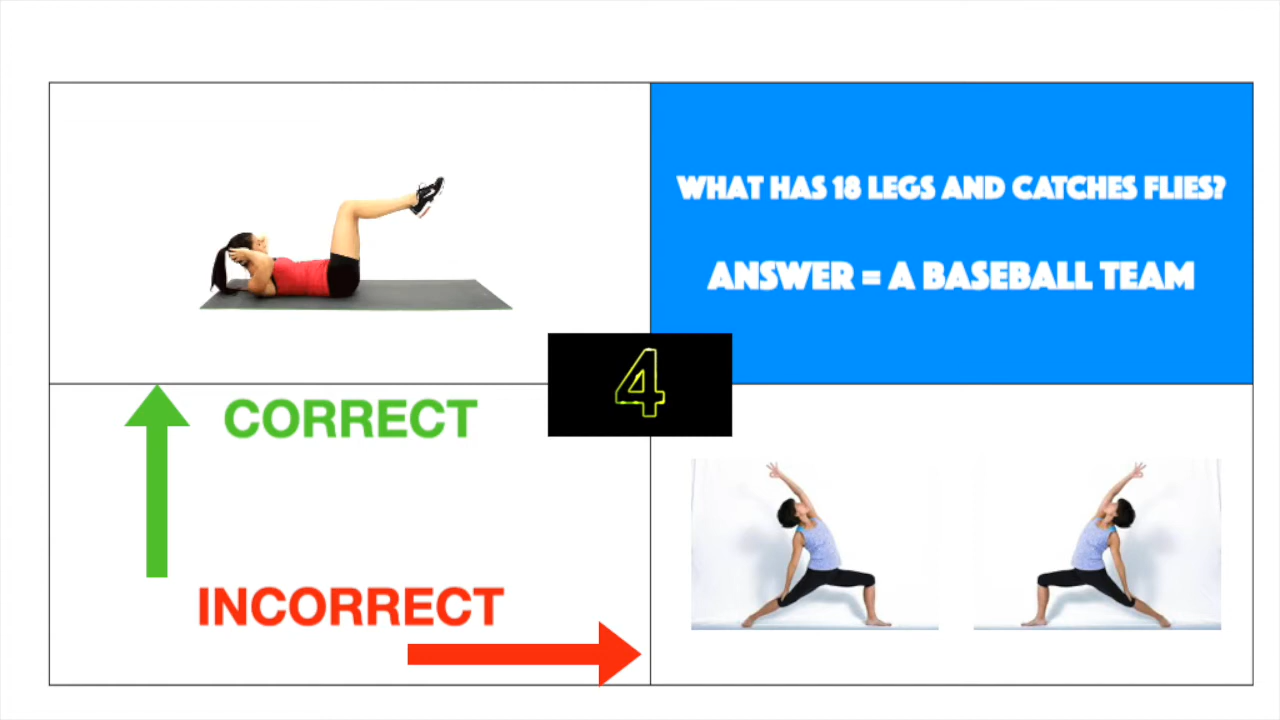 WHAT HAS 18 LEGS AND CATCHES FLIES?
ANSWER = A BASEBALL TEAM
4
CORRECT
INCORRECT